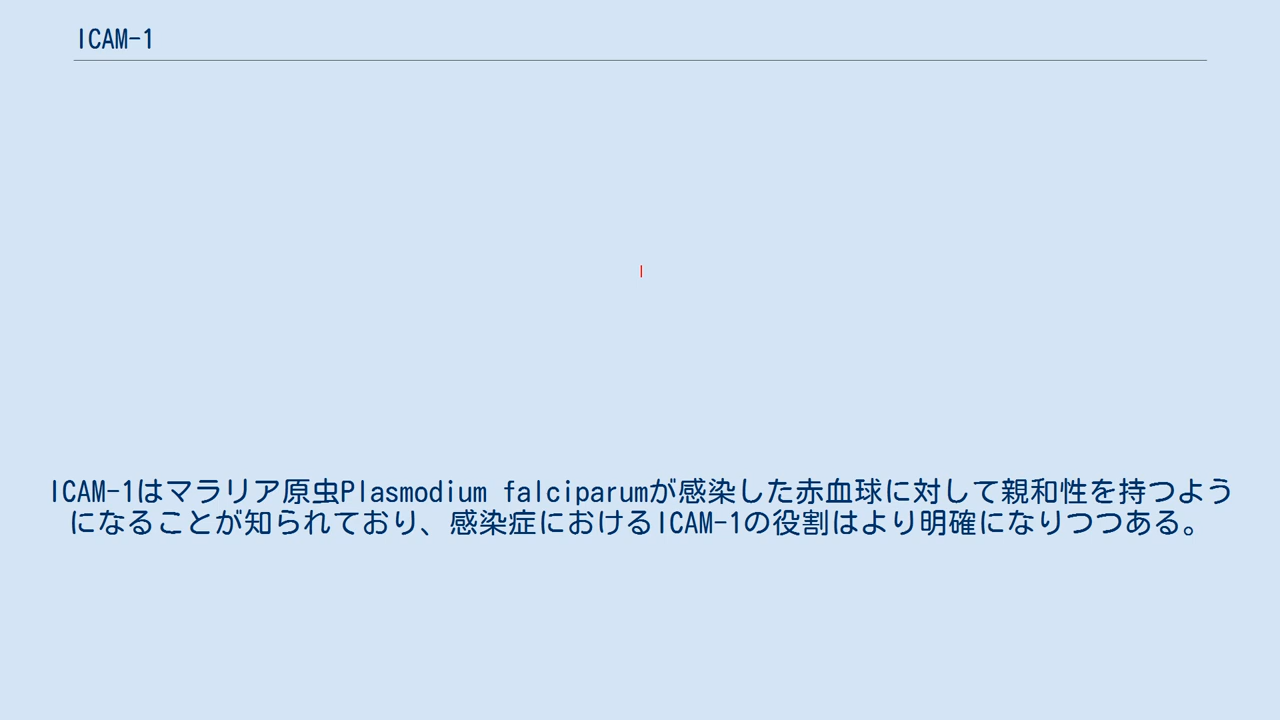 ICAM-1
ICAM-1はマラリア原虫Plasmodium falciparumが感染した赤血球に対して親和性を持つよう
になることが知られており、感染症におけるICAM-1の役割はより明確になりつつある。